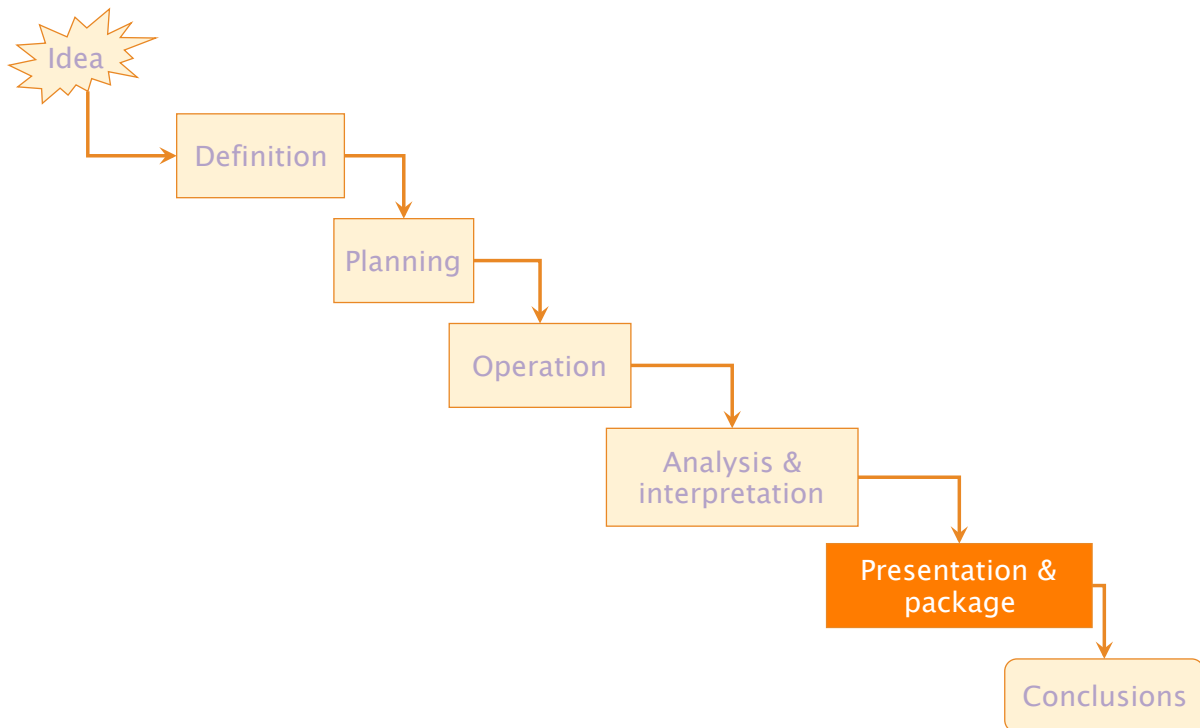 Idea
Definition
Planning
Operation
Analysis &
interpretation
Presentation &
package
Conclusions